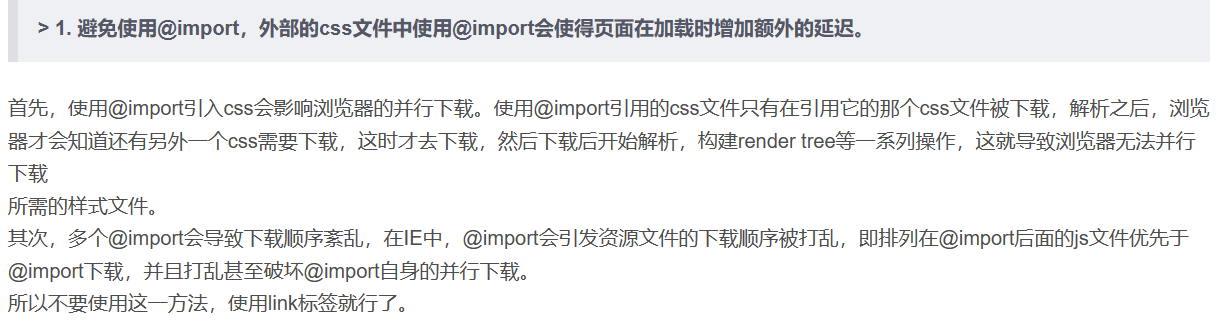 > 1. 避免使用@import，外部的css文件中使用@import会使得页面在加载时增加额外的延迟。
首先，使用@import引入css会影响浏览器的并行下载。使用@import引用的css文件只有在引用它的那个css文件被下载，解析之后，浏览
器才会知道还有另外一个css需要下载，这时才去下载，然后下载后开始解析，构建render tree等一系列操作，这就导致浏览器无法并行
下载
所需的样式文件。
其次，多个@import会导致下载顺序紊乱，在IE中，@import会引发资源文件的下载顺序被打乱，即排列在@import后面的js文件优先于
@import下载，并且打乱甚至破坏@import自身的并行下载。
所以不要使用这一方法，使用link标签就行了。